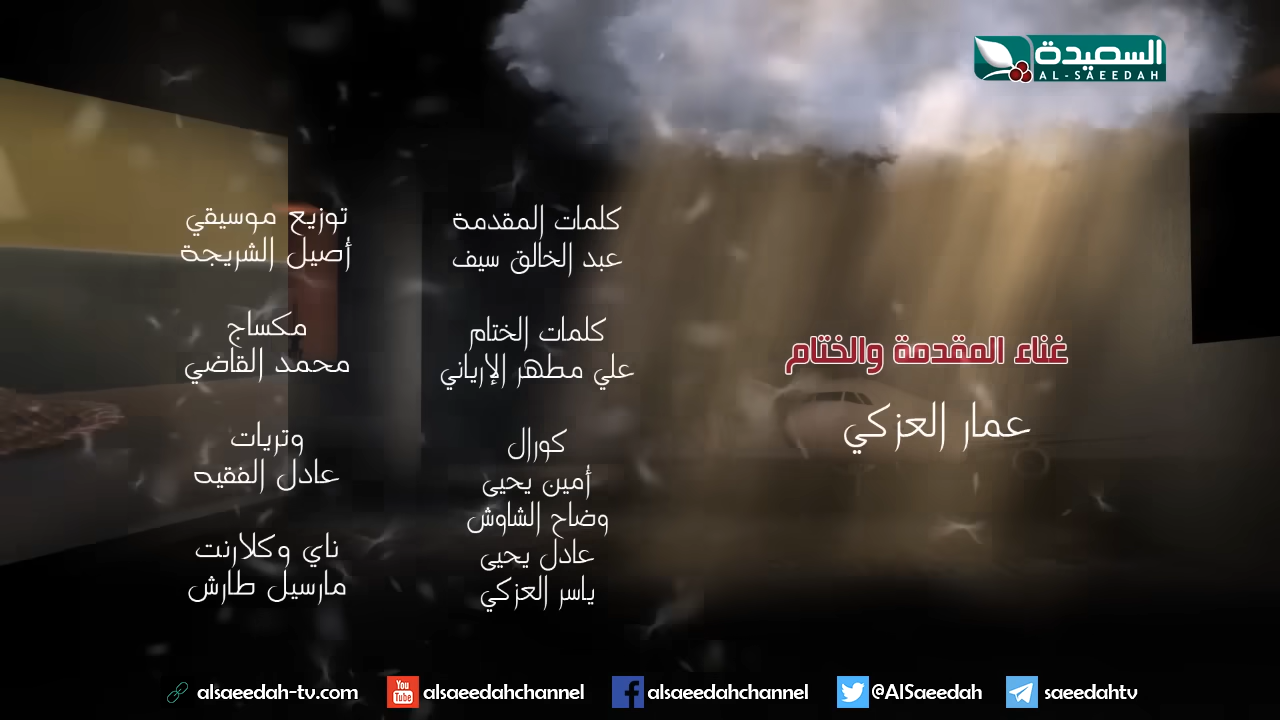 السعيدة
AL-SAEEDAH
غناء المقدمة والختام
عمار العزكي
كلمات المقدمة
عبد الخالق سيف
كلمات الختام
علي مطهر الإرياني
كورال
أمين يحيى
وضاح الشاوش
عادل يحيى
ياسر العزكي
توزيع موسيقي
أصيل الشريجة
مكساج
محمد القاضي
وتريات
عادل الفقيه
ناي وكلارنت
مارسيل طارش
alsaeedah-tv.com
You Tube alsaeedahchannel
alsaeedahchannel
@AlSaeedah
saeedahtv